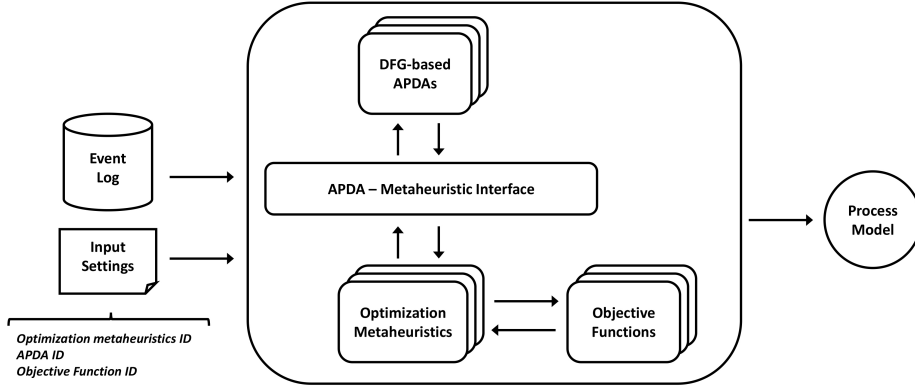 DFG-based
APDAs
Event
Log
APDA – Metaheuristic Interface
Process
Model
Input
Settings
Optimization
Metaheuristics
Objective
Functions
Optimization metaheuristics ID
APDA ID
Objective Function ID